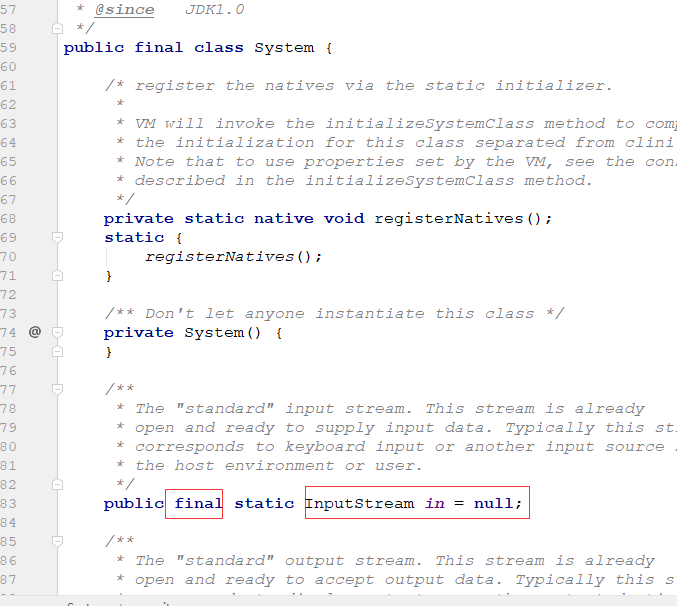 57 * @since JDK1.0
58 */
59 public final class System {
60
61 /* register the natives via the static initializer.
62 *
63 * VM will invoke the initializeSystemClass method to comp
64 * the initialization for this class separated from clini
65 * Note that to use properties set by the VM, see the con
66 * described in the initializeSystemClass method.
67 */
68 private static native void registerNatives();
69 static {
70 registerNatives();
71 }
72
73 /** Don't let anyone instantiate this class */
74 @ private System() {
75 }
76
77 /**
78 * The "standard" input stream. This stream is already
79 * open and ready to supply input data. Typically this st
80 * corresponds to keyboard input or another input source
81 * the host environment or user.
82 */
83 public final static InputStream in = null;
84
85 /**
86 * The "standard" output stream. This stream is already
87 * open and ready to accept output data. Typically this s